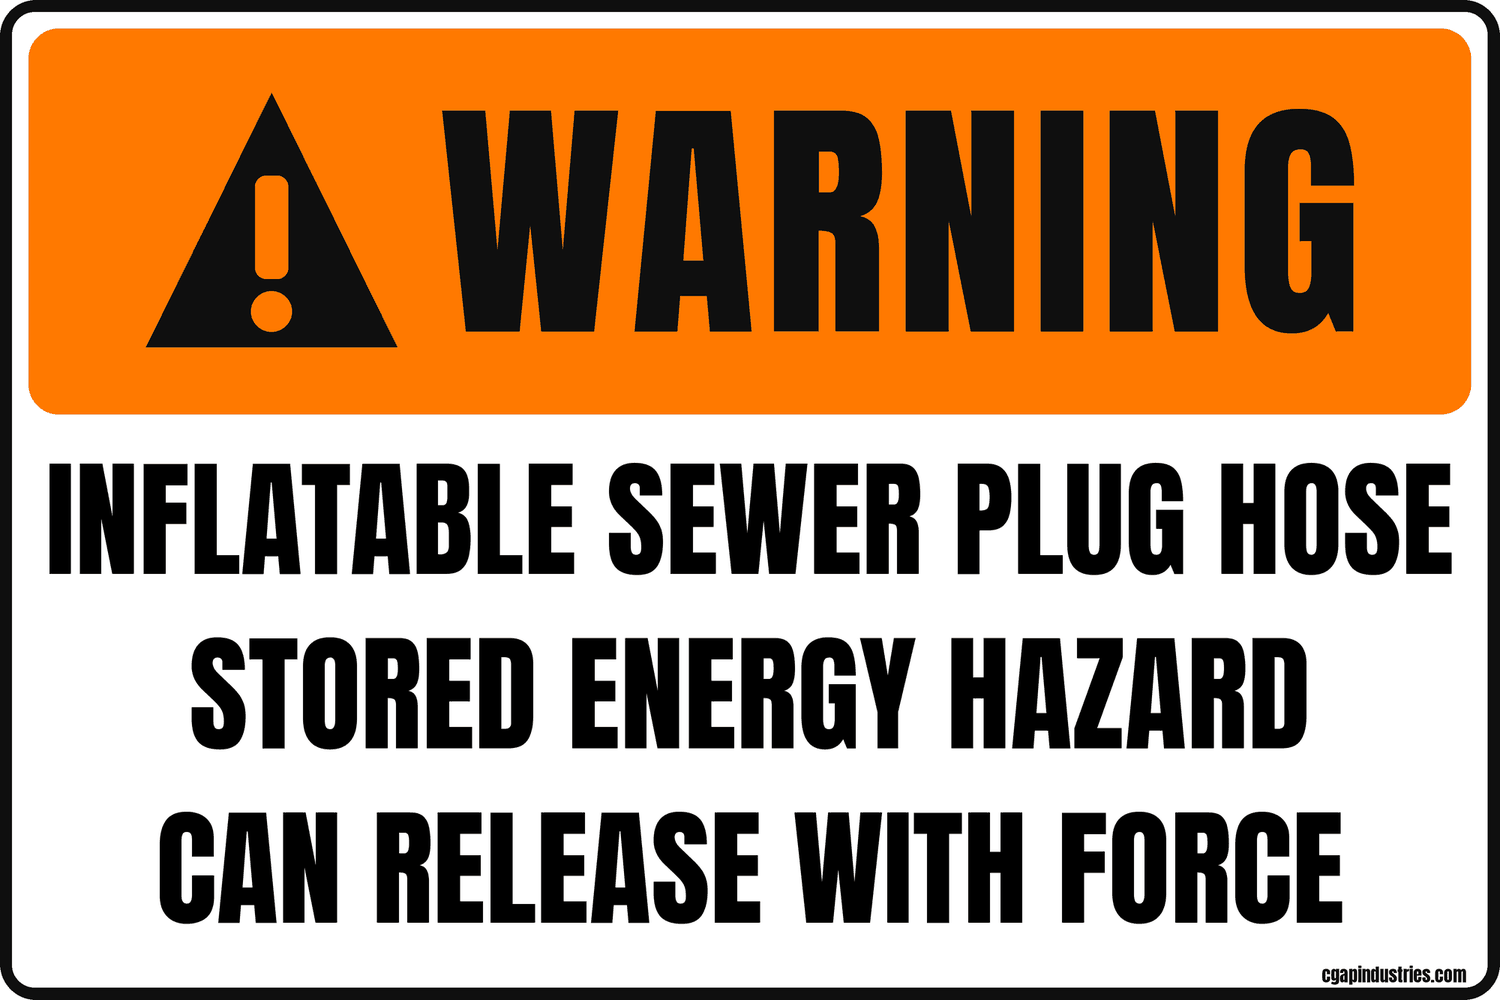 WARNING
INFLATABLE SEWER PLUG HOSE
STORED ENERGY HAZARD
CAN RELEASE WITH FORCE
cgapindustries.com